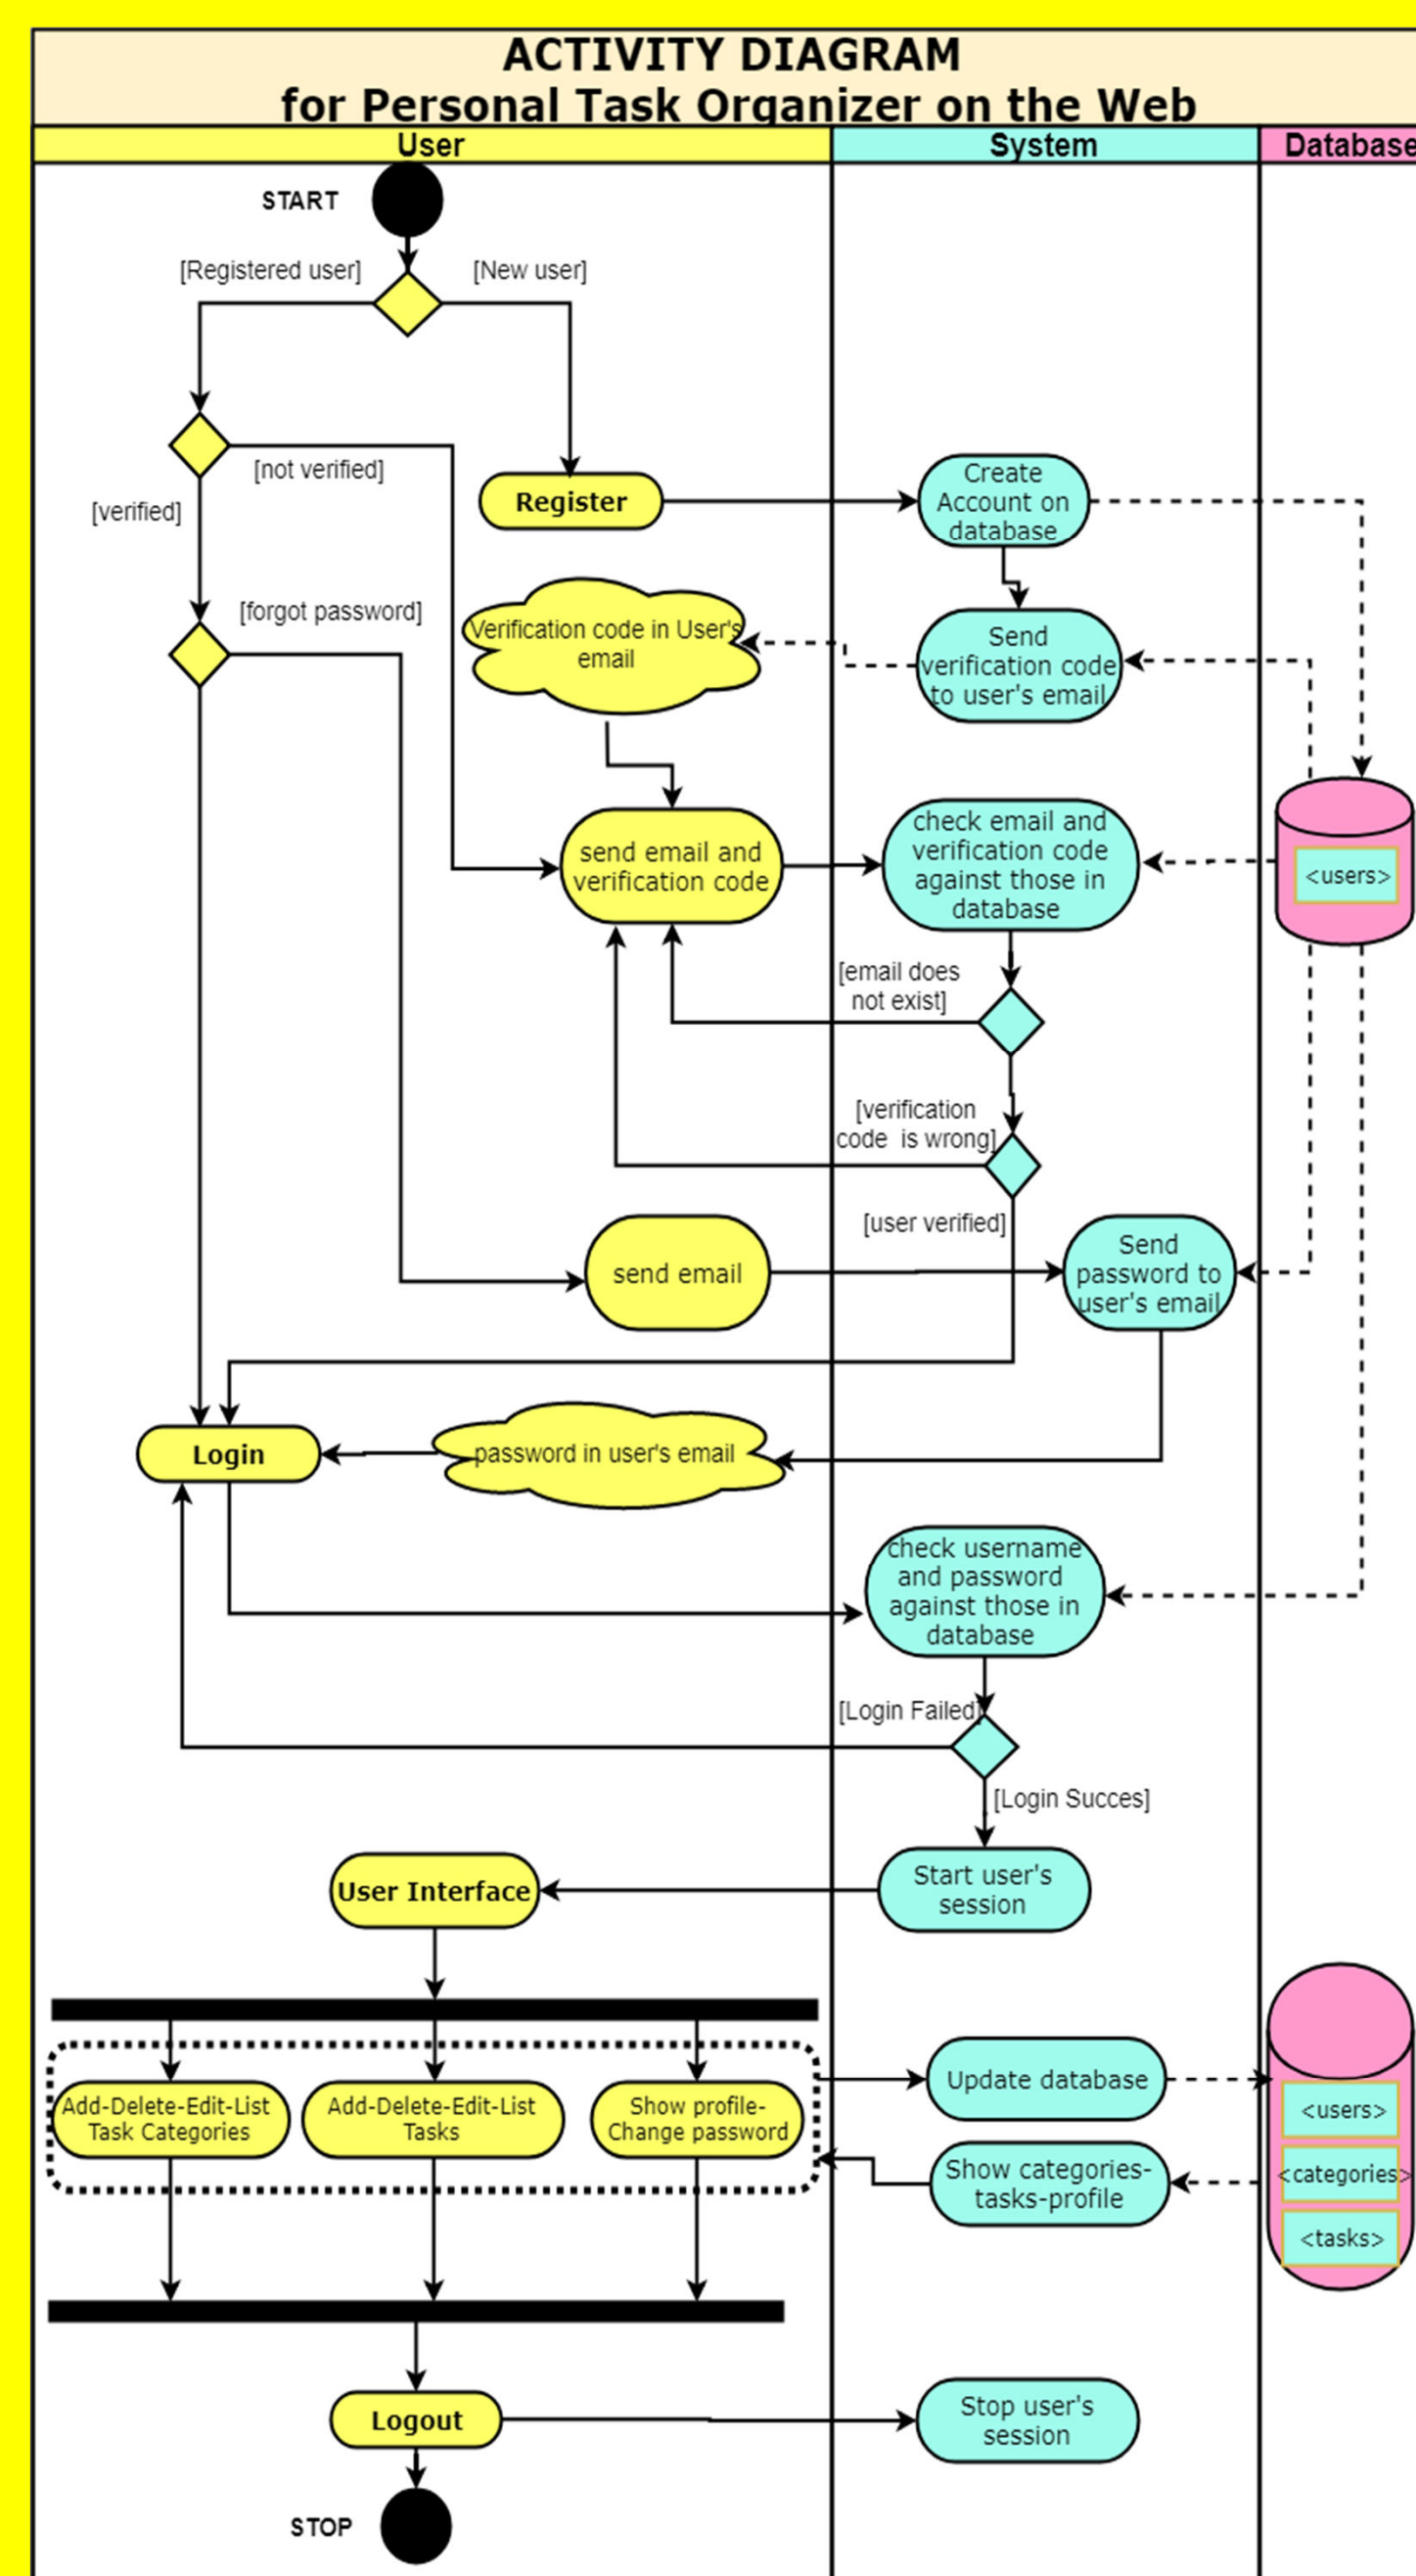 ACTIVITY DIAGRAM
for Personal Task Organizer on the Web
User
System
Database
START
[Registered user]
[New user]
[not verified]
[verified]
Register
Create
Account on
database
[forgot password]
Verification code in User's
email
Send
verification code
to user's email
send email and
verification code
check email and
verification code
against those in
database
<users>
[email does
not exist]
[verification
code  is wrong]
[user verified]
send email
Send
password to
user's email
Login
password in user's email
check username
and password
against those in
database
[Login Failed]
[Login Succes]
User Interface
Start user's
session
Add-Delete-Edit-List
Task Categories
Add-Delete-Edit-List
Tasks
Show profile-
Change password
Update database
Show categories-
tasks-profile
<users>
<categories>
<tasks>
Logout
Stop user's
session
STOP